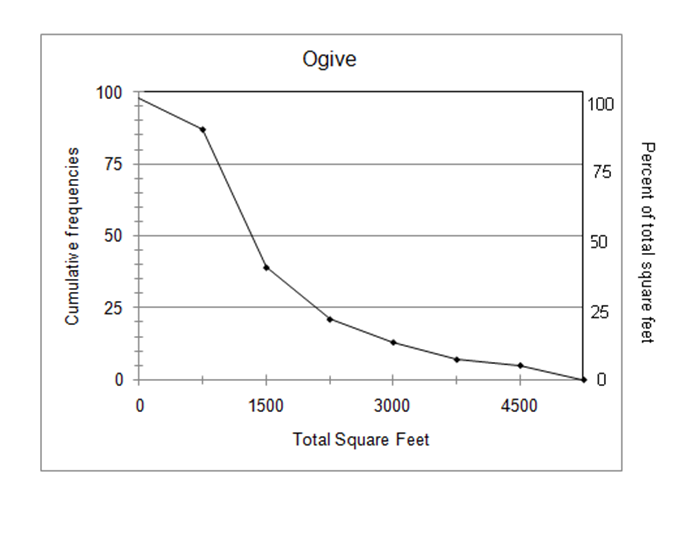 Ogive
Cumulative frequencies
100
75
50
25
0
100
75
50
25
0
Percent of total square feet
0 1500 3000 4500
Total Square Feet